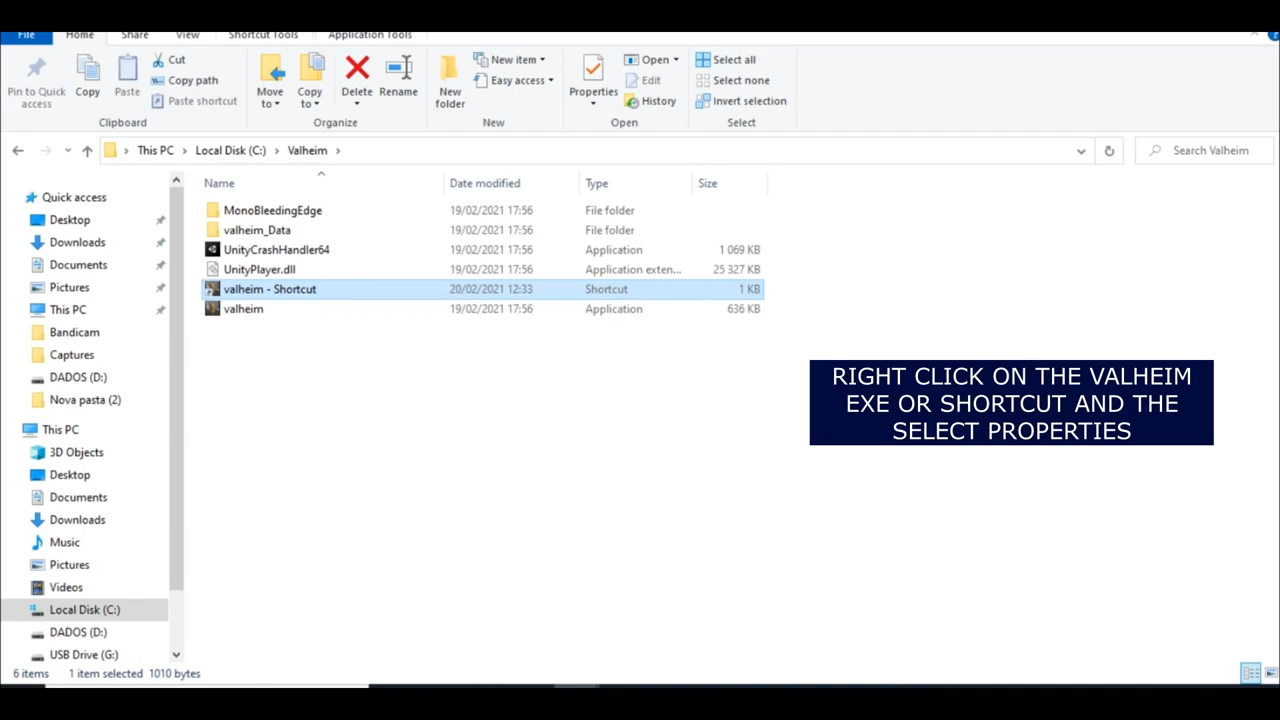 File Home Share View Shortcut Tools Application Tools
Pin to Quick access
Copy
Paste
Cut
Copy path
Paste shortcut
Clipboard
Move to
Copy to
Delete
Rename
Organize
New folder
New item
Easy access
New
Properties
Open
Edit
History
Open
Select all
Select none
Invert selection
Select
This PC > Local Disk (C:) > Valheim >
Search Valheim
Quick access
Desktop
Downloads
Documents
Pictures
This PC
Bandicam
Captures
DADOS (D:)
Nova pasta (2)
This PC
3D Objects
Desktop
Documents
Downloads
Music
Pictures
Videos
Local Disk (C:)
DADOS (D:)
USB Drive (G:)
Name Date modified Type Size
MonoBleedingEdge 19/02/2021 17:56 File folder
valheim_Data 19/02/2021 17:56 File folder
UnityCrashHandler64 19/02/2021 17:56 Application 1 069 KB
UnityPlayer.dll 19/02/2021 17:56 Application exten... 25 327 KB
valheim - Shortcut 20/02/2021 12:33 Shortcut 1 KB
valheim 19/02/2021 17:56 Application 636 KB
RIGHT CLICK ON THE VALHEIM
EXE OR SHORTCUT AND THE
SELECT PROPERTIES
6 items 1 item selected 1010 bytes